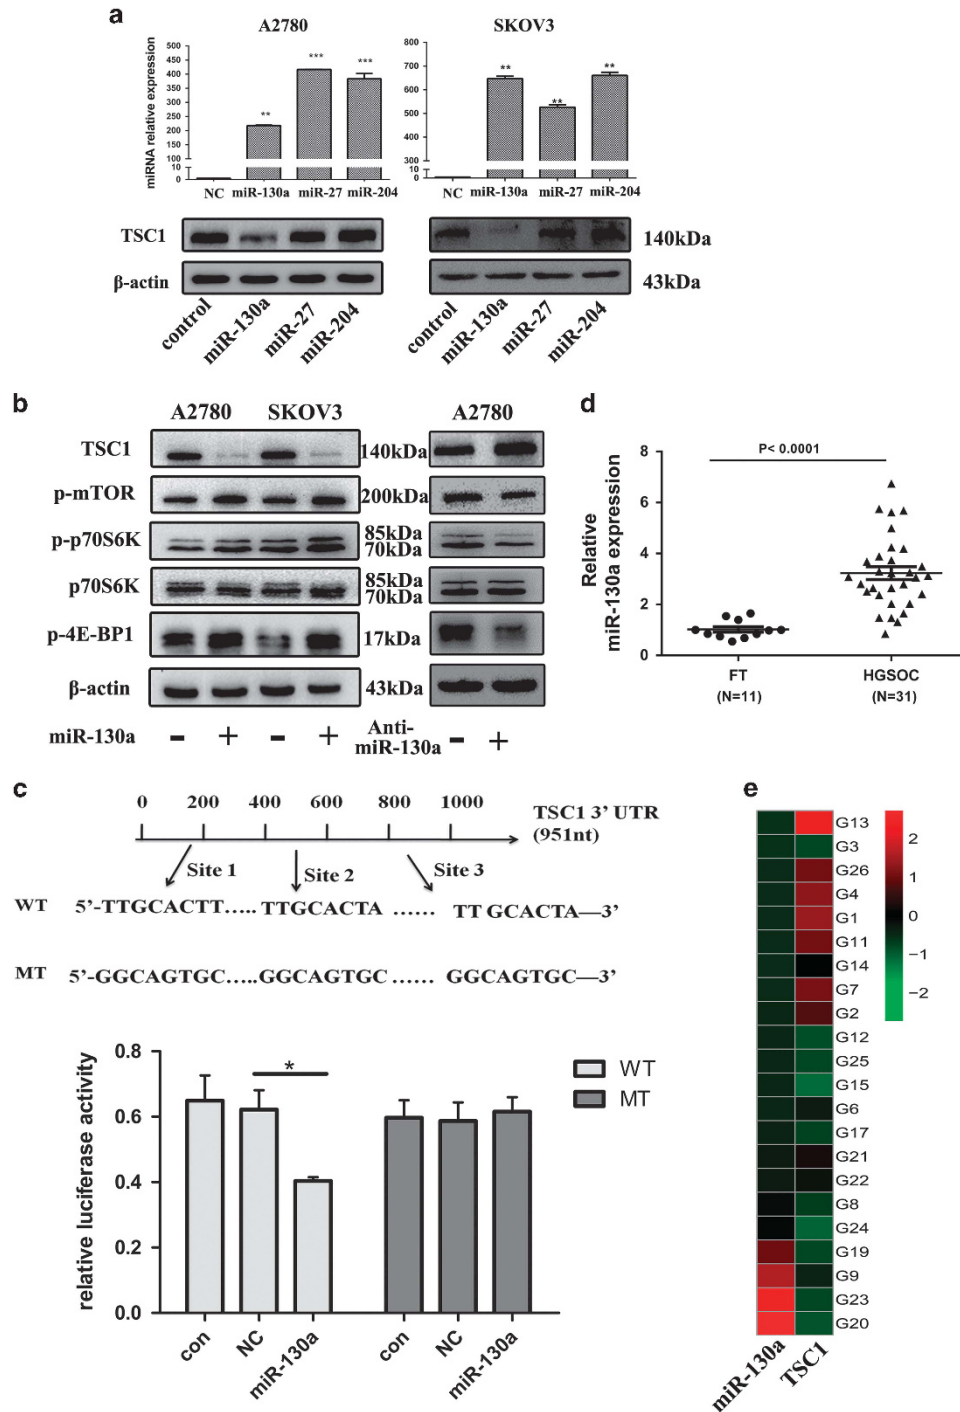 a
A2780
SKOV3
miRNA relative expression
500
450
400
350
300
250
200
150
100
10
0
**
***
***
NC
miR-130a
miR-27
miR-204
800
700
600
500
400
300
10
0
**
**
**
NC
miR-130a
miR-27
miR-204
TSC1
140kDa
β-actin
43kDa
control
miR-130a
miR-27
miR-204
control
miR-130a
miR-27
miR-204
b
A2780
SKOV3
A2780
TSC1
140kDa
p-mTOR
200kDa
p-p70S6K
85kDa
70kDa
p70S6K
85kDa
70kDa
p-4E-BP1
17kDa
β-actin
43kDa
miR-130a
- + - +
Anti-
miR-130a
- +
d
Relative
miR-130a expression
8
6
4
2
0
P< 0.0001
FT
(N=11)
HGSOC
(N=31)
c
0 200 400 600 800 1000
TSC1 3’ UTR
(951nt)
Site 1
Site 2
Site 3
WT 5’-TTGCACTT..... TTGCACTA ...... TT GCACTA—3’
MT 5’-GGCAGTGC.....GGCAGTGC ...... GGCAGTGC—3’
relative luciferase activity
0.8
0.6
0.4
0.2
0.0
*
WT
MT
con
NC
miR-130a
con
NC
miR-130a
e
G13
G3
G26
G4
G1
G11
G14
G7
G2
G12
G25
G15
G6
G17
G21
G22
G8
G24
G19
G9
G23
G20
2
1
0
−1
−2
miR-130a
TSC1